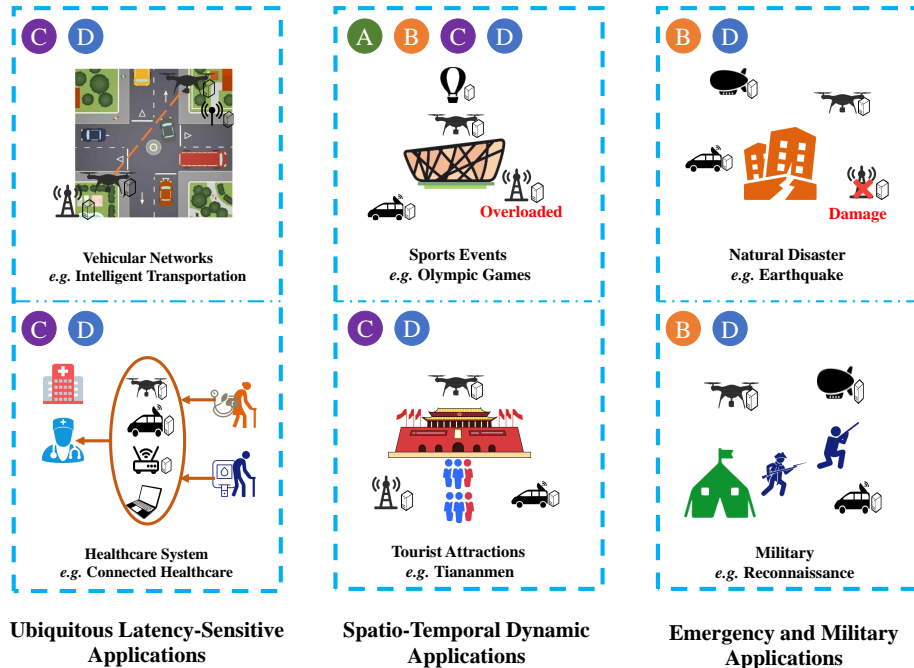 C D
A B C D
B D
Overloaded
Damage
Vehicular Networks
e.g. Intelligent Transportation
Sports Events
e.g. Olympic Games
Natural Disaster
e.g. Earthquake
C D
C D
B D
Healthcare System
e.g. Connected Healthcare
Tourist Attractions
e.g. Tiananmen
Military
e.g. Reconnaissance
Ubiquitous Latency-Sensitive
Applications
Spatio-Temporal Dynamic
Applications
Emergency and Military
Applications